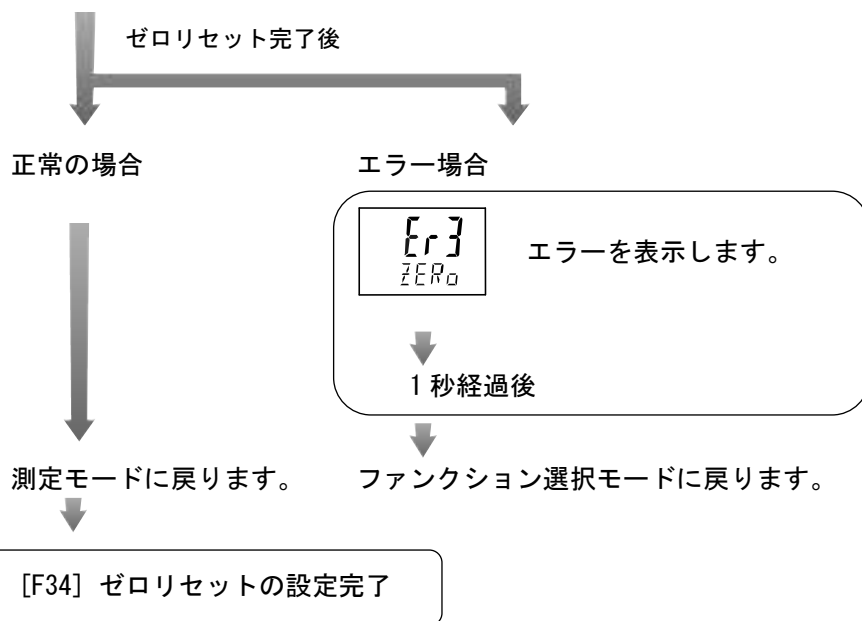 ゼロリセット完了後
正常の場合
エラー場合
Er3
ZERo
エラーを表示します。
1秒経過後
測定モードに戻ります。
ファンクション選択モードに戻ります。
[F34] ゼロリセットの設定完了